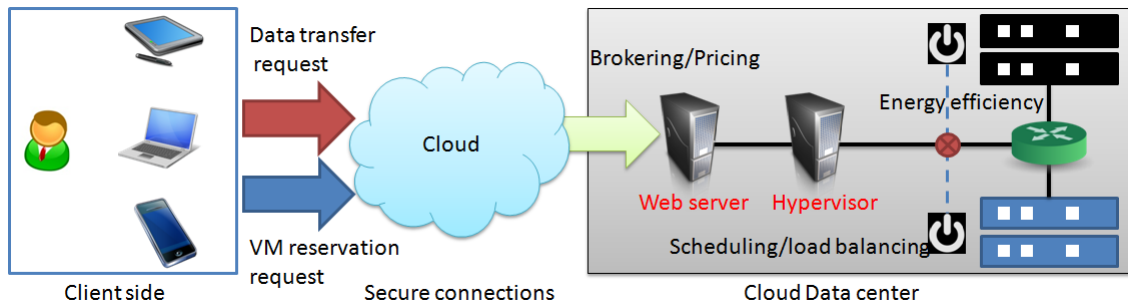 Data transfer
request
Brokering/Pricing
Energy efficiency
Cloud
Web server
Hypervisor
Scheduling/load balancing
VM reservation
request
Client side
Secure connections
Cloud Data center